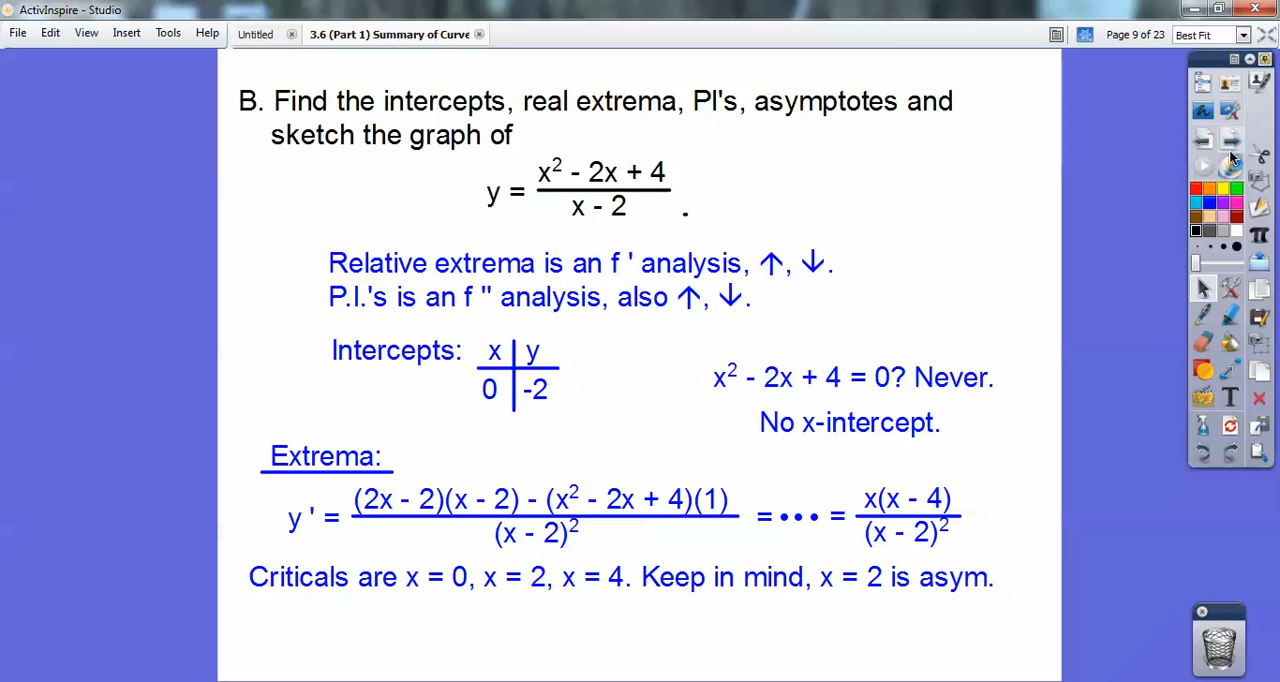 ActivInspire - Studio
File Edit View Insert Tools Help Untitled 3.6 (Part 1) Summary of Curve Page 9 of 23 Best Fit
B. Find the intercepts, real extrema, PI's, asymptotes and
sketch the graph of
y = (x² - 2x + 4)/(x - 2) .
Relative extrema is an f ' analysis, ↑, ↓.
P.I.'s is an f " analysis, also ↑, ↓.
Intercepts: x | y
0 | -2
x² - 2x + 4 = 0? Never.
No x-intercept.
Extrema:
y ' = ((2x - 2)(x - 2) - (x² - 2x + 4)(1))/(x - 2)² = ••• = x(x - 4)/(x - 2)²
Criticals are x = 0, x = 2, x = 4. Keep in mind, x = 2 is asym.